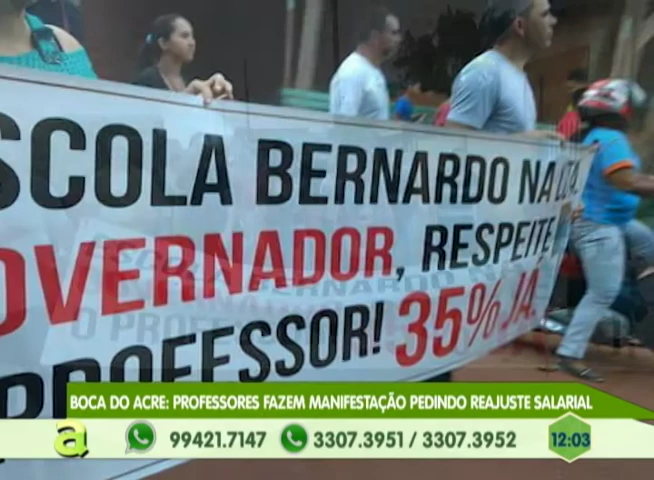 SCOLA BERNARDO NA LUTA.
OVERNADOR, RESPEITE
PROFESSOR! 35% JÁ.
BOCA DO ACRE: PROFESSORES FAZEM MANIFESTAÇÃO PEDINDO REAJUSTE SALARIAL
a 99421.7147 3307.3951 / 3307.3952 12:03